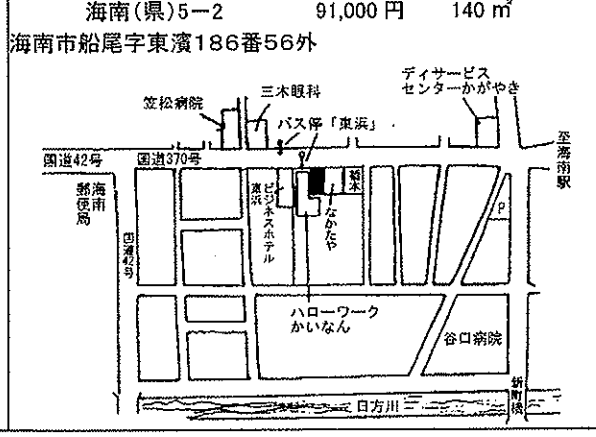 海南(県)5－2 91,000 円 140 ㎡
海南市船尾字東濱186番56外
ディサービス
センターかがやき
三木眼科
笠松病院
バス停「東浜」
国道42号 国道370号
至海南駅
海南
郵便局
国道42号
ビジネスホテル
東浜
なかたや
P
ハローワーク
かいなん
谷口病院
新町橋
日方川